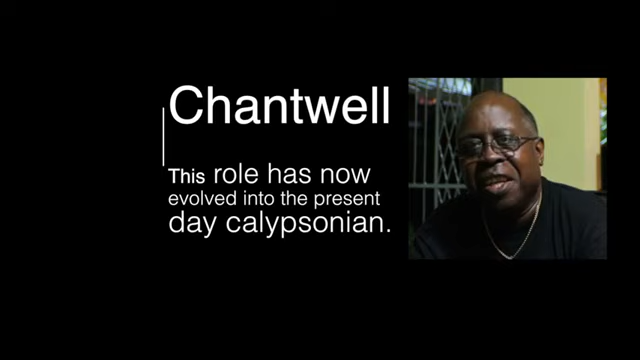 Chantwell
This role has now
evolved into the present
day calypsonian.